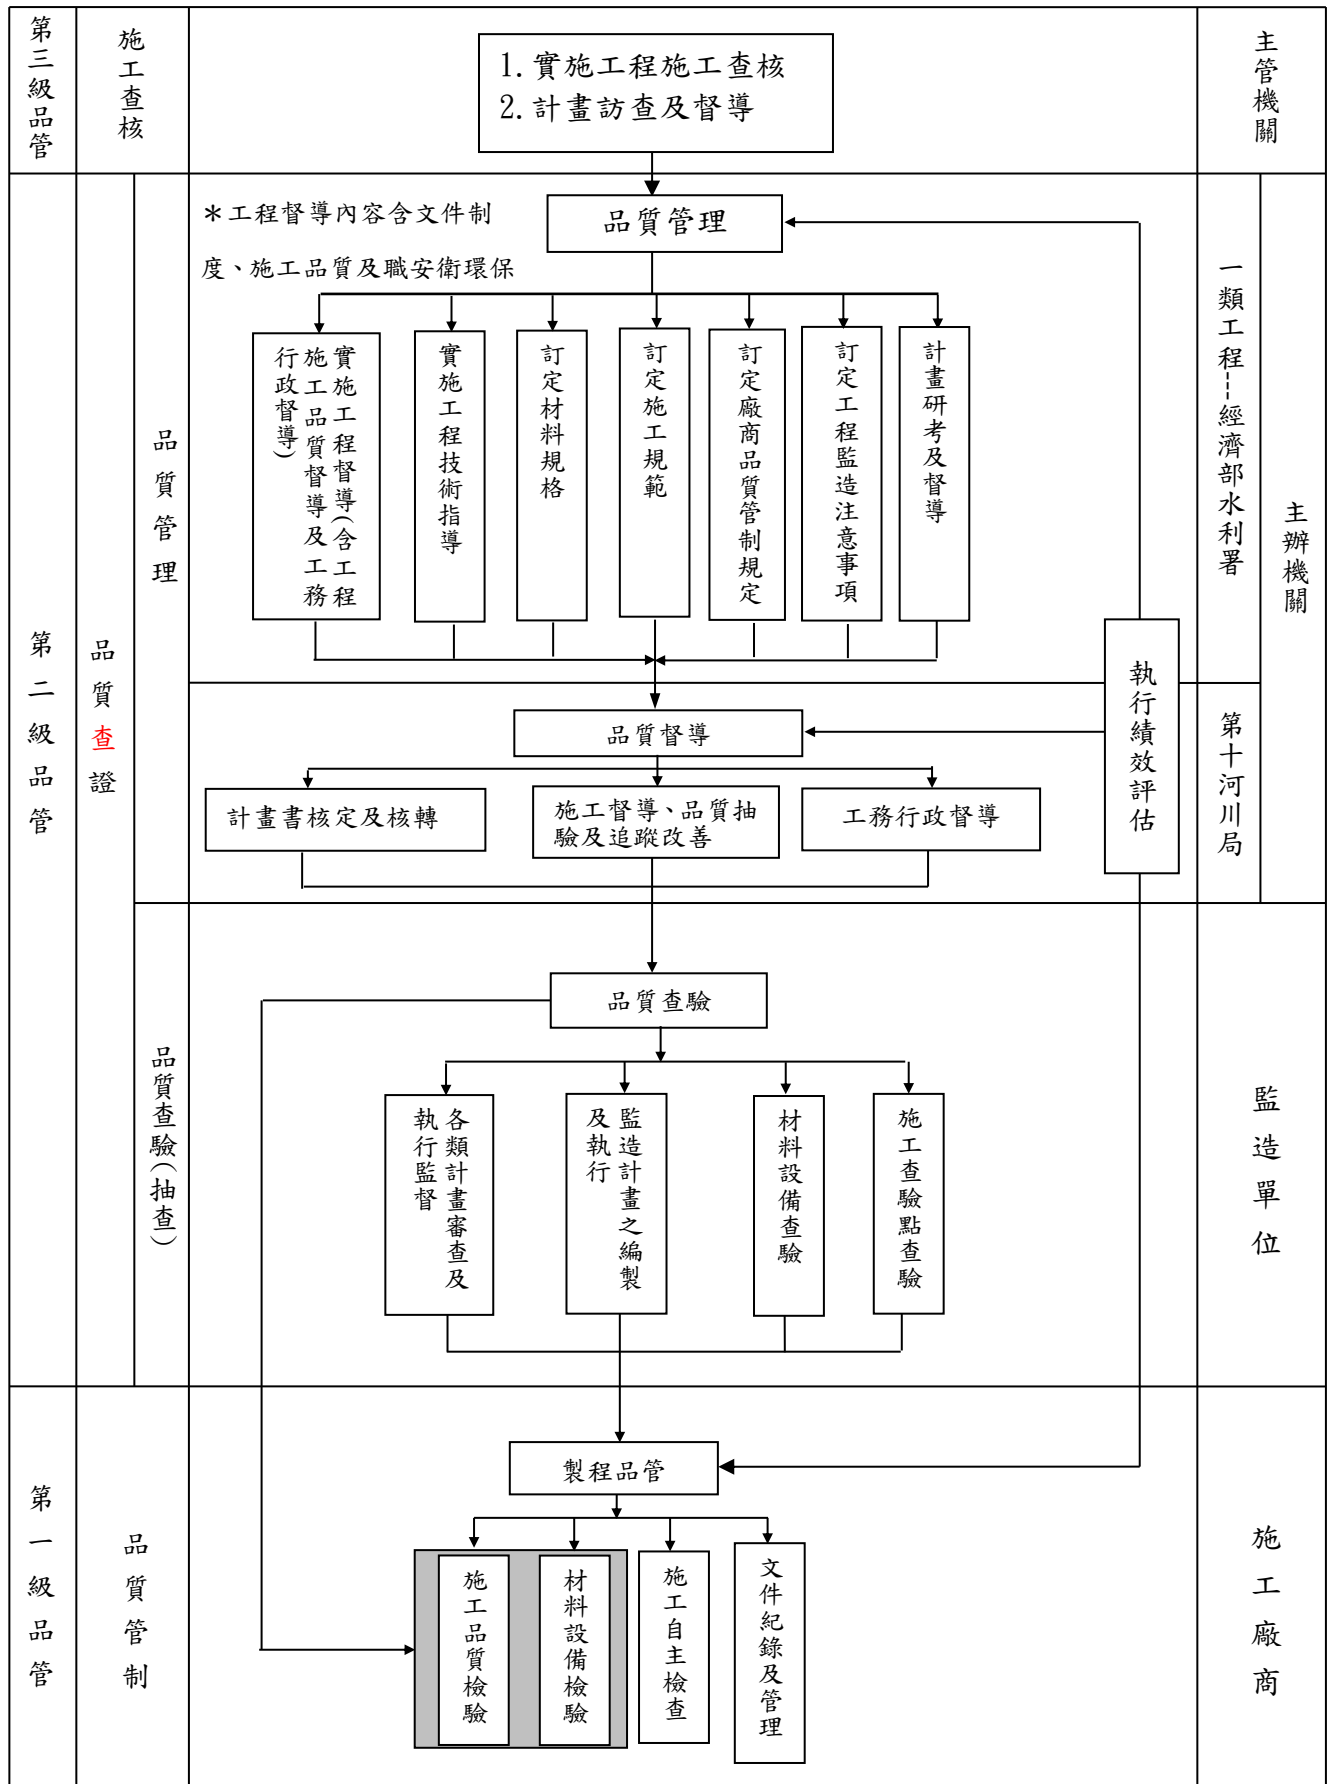 第三級品管
施工查核
1.實施工程施工查核
2.計畫訪查及督導
主管機關
第二級品管
品質查證
品質管理
＊工程督導內容含文件制
度、施工品質及職安衛環保
品質管理
實施工程督導(含工程
施工品質督導及工務
行政督導)
實施工程技術指導
訂定材料規格
訂定施工規範
訂定廠商品質管制規定
訂定工程監造注意事項
計畫研考及督導
一類工程---經濟部水利署
主辦機關
執行績效評估
品質督導
計畫書核定及核轉
施工督導、品質抽
驗及追蹤改善
工務行政督導
第十河川局
品質查驗(抽查)
品質查驗
各類計畫審查及
執行監督
監造計畫之編製
及執行
材料設備查驗
施工查驗點查驗
監造單位
第一級品管
品質管制
製程品管
施工品質檢驗
材料設備檢驗
施工自主檢查
文件紀錄及管理
施工廠商